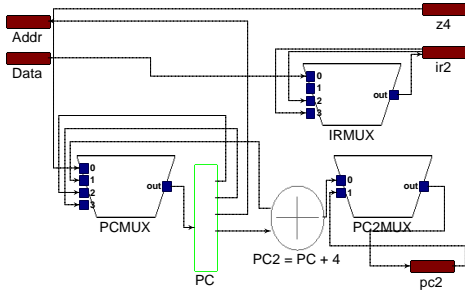 z4
Addr
ir2
Data
0
1
2
3
out
IRMUX
0
1
2
3
out
PCMUX
PC
PC2 = PC + 4
0
1
out
PC2MUX
pc2